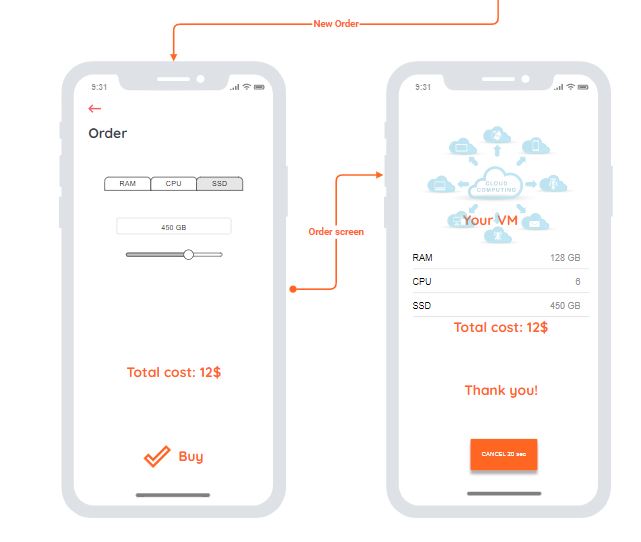 New Order
9:31
Order
RAM CPU SSD
450 GB
Total cost: 12$
Buy
Order screen
9:31
CLOUD
COMPUTING
Your VM
RAM 128 GB
CPU 6
SSD 450 GB
Total cost: 12$
Thank you!
CANCEL 20 sec